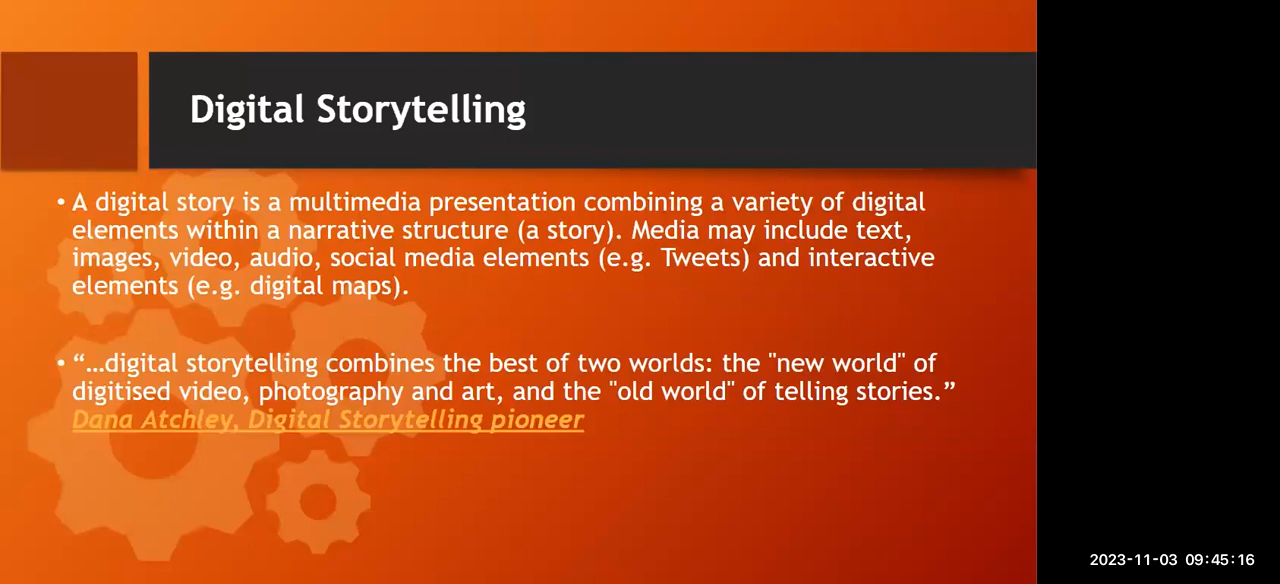 Digital Storytelling
• A digital story is a multimedia presentation combining a variety of digital
elements within a narrative structure (a story). Media may include text,
images, video, audio, social media elements (e.g. Tweets) and interactive
elements (e.g. digital maps).
• “…digital storytelling combines the best of two worlds: the "new world" of
digitised video, photography and art, and the "old world" of telling stories.”
Dana Atchley, Digital Storytelling pioneer
2023-11-03 09:45:16